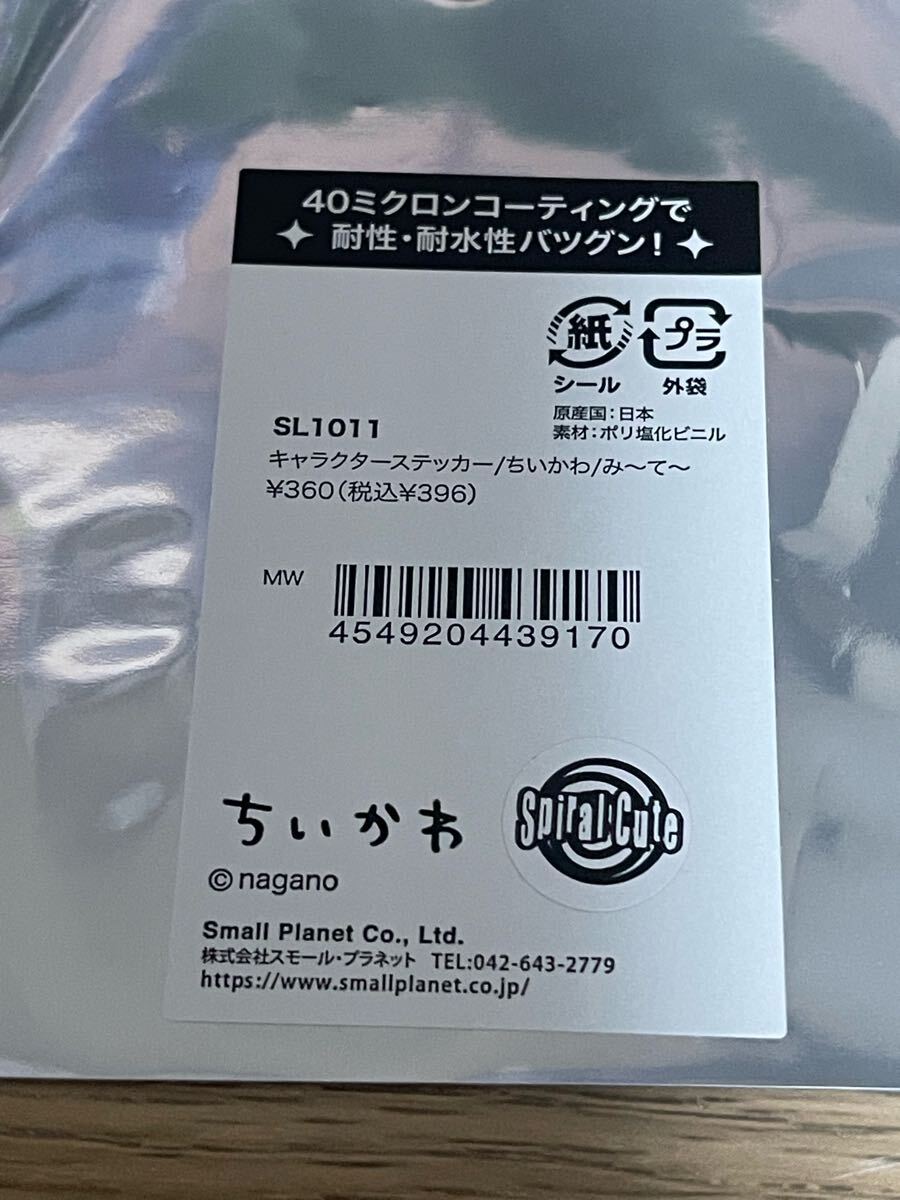 40ミクロンコーティングで
耐性・耐水性バツグン!
紙
プラ
シール
外袋
原産国:日本
素材:ポリ塩化ビニル
SL1011
キャラクターステッカー/ちいかわ/み〜て〜
¥360(税込¥396)
MW
4549204439170
ちいかわ
Spiral Cute
©nagano
Small Planet Co., Ltd.
株式会社スモール・プラネット TEL:042-643-2779
https://www.smallplanet.co.jp/